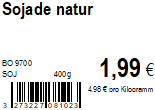 Sojade natur
BO 9700
SOJ 400g
1,99 €
4.98 € pro Kilogramm
3 273227 081023